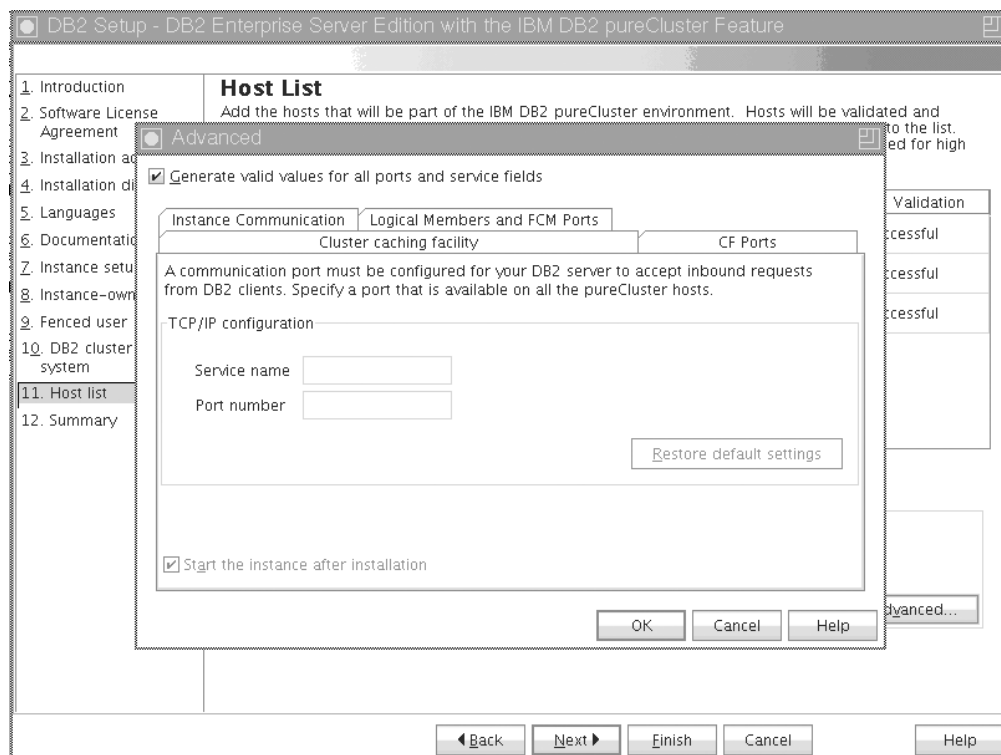 DB2 Setup - DB2 Enterprise Server Edition with the IBM DB2 pureCluster Feature
1. Introduction
2. Software License
Agreement
3. Installation ac
4. Installation di
5. Languages
6. Documentatio
7. Instance setu
8. Instance-own
9. Fenced user
10. DB2 cluster
system
11. Host list
12. Summary
Host List
Add the hosts that will be part of the IBM DB2 pureCluster environment. Hosts will be validated and
to the list.
ed for high
Validation
ccessful
ccessful
ccessful
dvanced...
Advanced
Generate valid values for all ports and service fields
Instance Communication
Logical Members and FCM Ports
Cluster caching facility
CF Ports
A communication port must be configured for your DB2 server to accept inbound requests
from DB2 clients. Specify a port that is available on all the pureCluster hosts.
TCP/IP configuration
Service name
Port number
Restore default settings
Start the instance after installation
OK
Cancel
Help
Back
Next
Finish
Cancel
Help